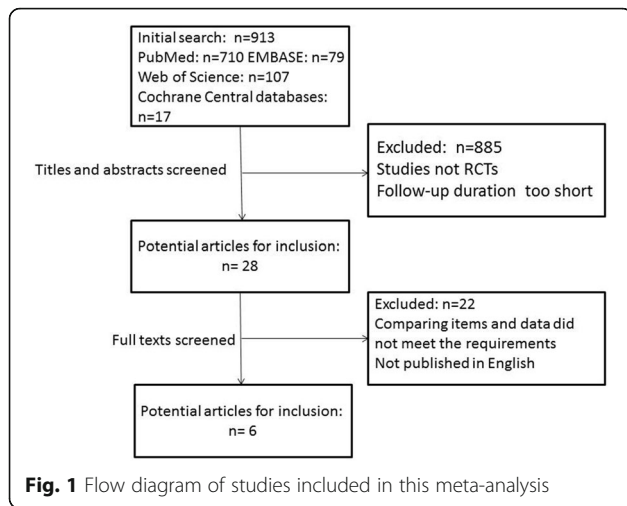 Initial search: n=913
PubMed: n=710 EMBASE: n=79
Web of Science: n=107
Cochrane Central databases:
n=17
Titles and abstracts screened
Excluded: n=885
Studies not RCTs
Follow-up duration too short
Potential articles for inclusion:
n= 28
Full texts screened
Excluded: n=22
Comparing items and data did
not meet the requirements
Not published in English
Potential articles for inclusion:
n= 6
Fig. 1 Flow diagram of studies included in this meta-analysis